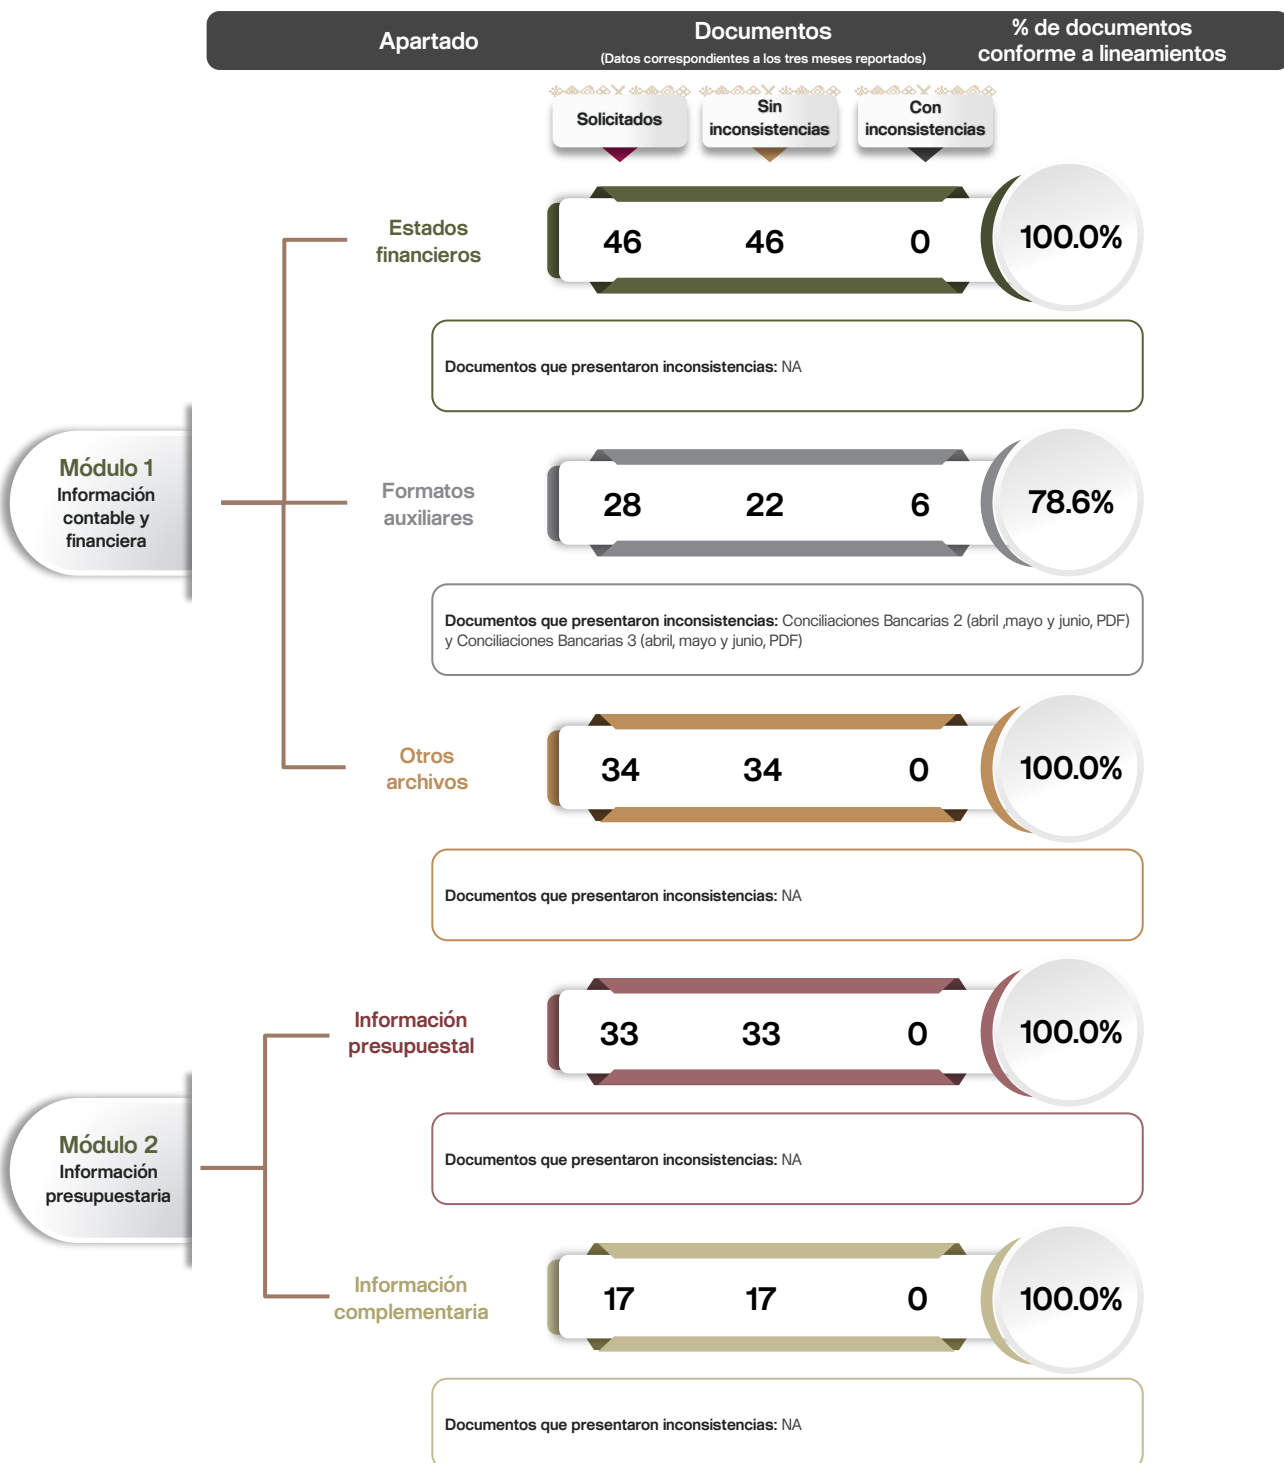 Apartado
Documentos
(Datos correspondientes a los tres meses reportados)
% de documentos
conforme a lineamientos
Solicitados
Sin
inconsistencias
Con
inconsistencias
Módulo 1
Información
contable y
financiera
Estados
financieros
46 46 0 100.0%
Documentos que presentaron inconsistencias: NA
Formatos
auxiliares
28 22 6 78.6%
Documentos que presentaron inconsistencias: Conciliaciones Bancarias 2 (abril ,mayo y junio, PDF)
y Conciliaciones Bancarias 3 (abril, mayo y junio, PDF)
Otros
archivos
34 34 0 100.0%
Documentos que presentaron inconsistencias: NA
Módulo 2
Información
presupuestaria
Información
presupuestal
33 33 0 100.0%
Documentos que presentaron inconsistencias: NA
Información
complementaria
17 17 0 100.0%
Documentos que presentaron inconsistencias: NA